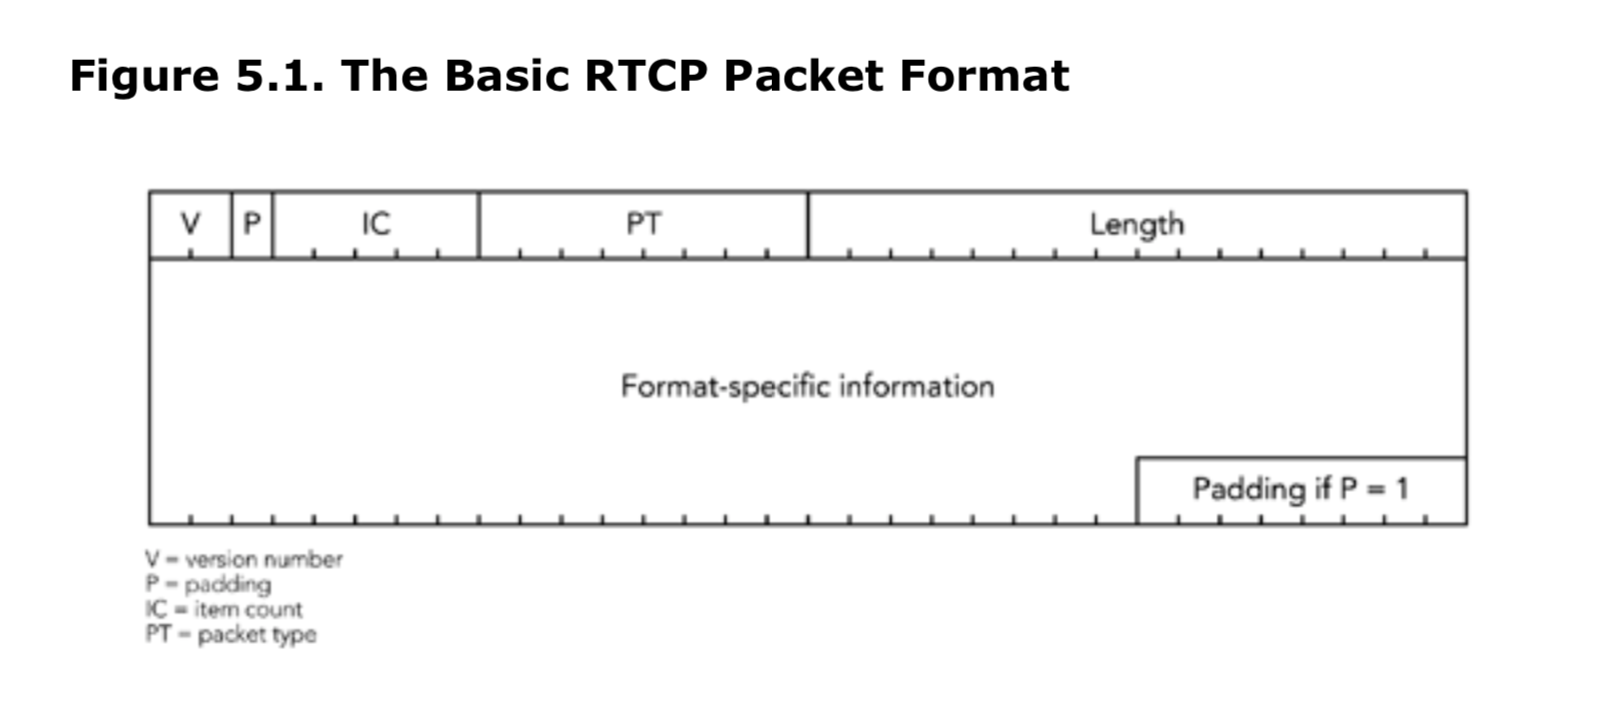 Figure 5.1. The Basic RTCP Packet Format
V P IC PT Length
Format-specific information
Padding if P = 1
V = version number
P = padding
IC = item count
PT = packet type